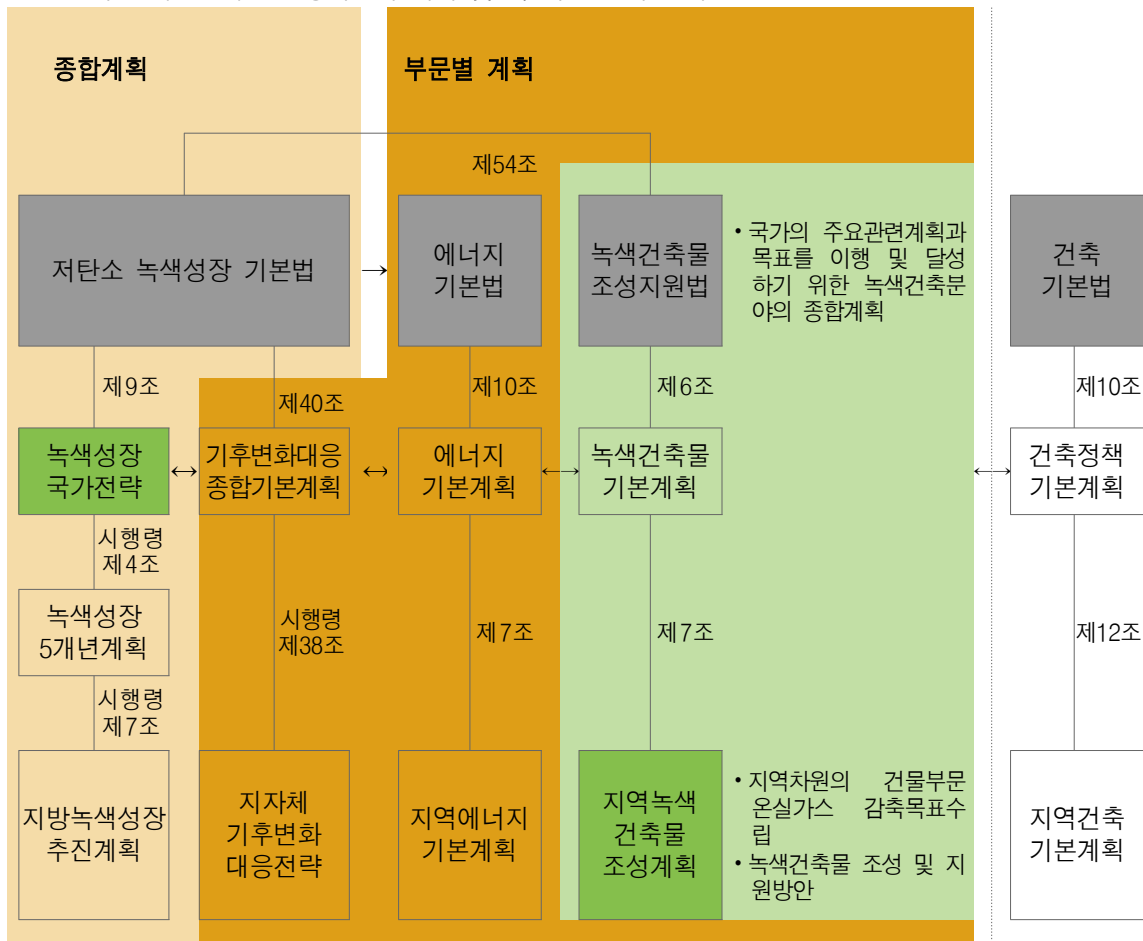 종합계획
부문별 계획
제54조
저탄소 녹색성장 기본법
→
에너지
기본법
녹색건축물
조성지원법
• 국가의 주요관련계획과
목표를 이행 및 달성
하기 위한 녹색건축분
야의 종합계획
건축
기본법
제9조
제40조
제10조
제6조
제10조
녹색성장
국가전략
↔
기후변화대응
종합기본계획
↔
에너지
기본계획
↔
녹색건축물
기본계획
↔
건축정책
기본계획
시행령
제4조
녹색성장
5개년계획
시행령
제38조
제7조
제7조
제12조
시행령
제7조
지방녹색성장
추진계획
지자체
기후변화
대응전략
지역에너지
기본계획
지역녹색
건축물
조성계획
• 지역차원의 건물부문
온실가스 감축목표수
립
• 녹색건축물 조성 및 지
원방안
지역건축
기본계획